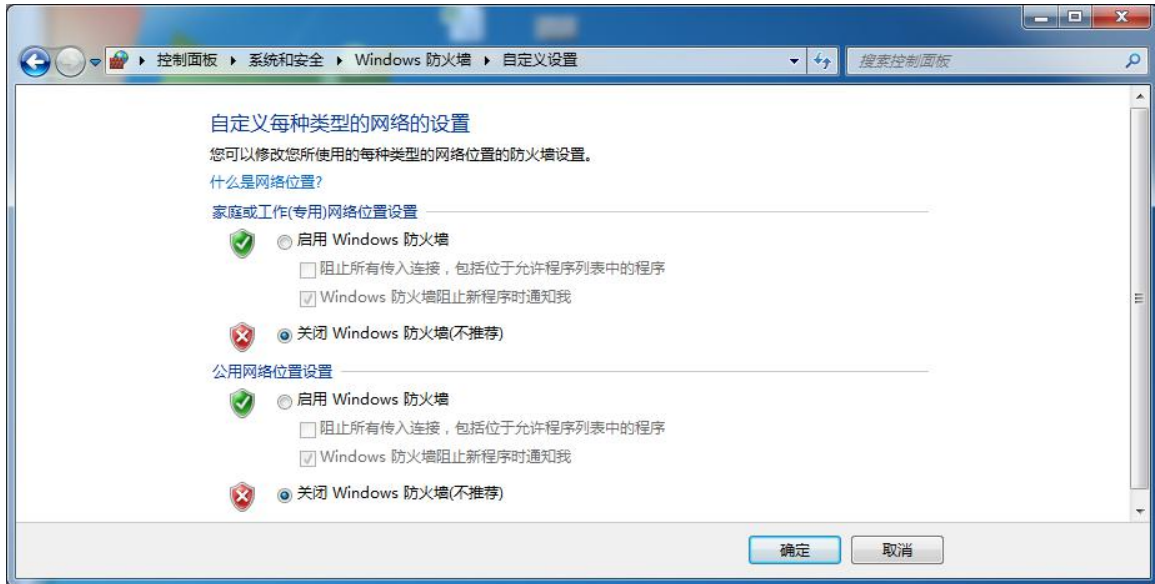 控制面板 ▸ 系统和安全 ▸ Windows 防火墙 ▸ 自定义设置
搜索控制面板
自定义每种类型的网络的设置
您可以修改您所使用的每种类型的网络位置的防火墙设置。
什么是网络位置?
家庭或工作(专用)网络位置设置
启用 Windows 防火墙
阻止所有传入连接，包括位于允许程序列表中的程序
Windows 防火墙阻止新程序时通知我
关闭 Windows 防火墙(不推荐)
公用网络位置设置
启用 Windows 防火墙
阻止所有传入连接，包括位于允许程序列表中的程序
Windows 防火墙阻止新程序时通知我
关闭 Windows 防火墙(不推荐)
确定
取消